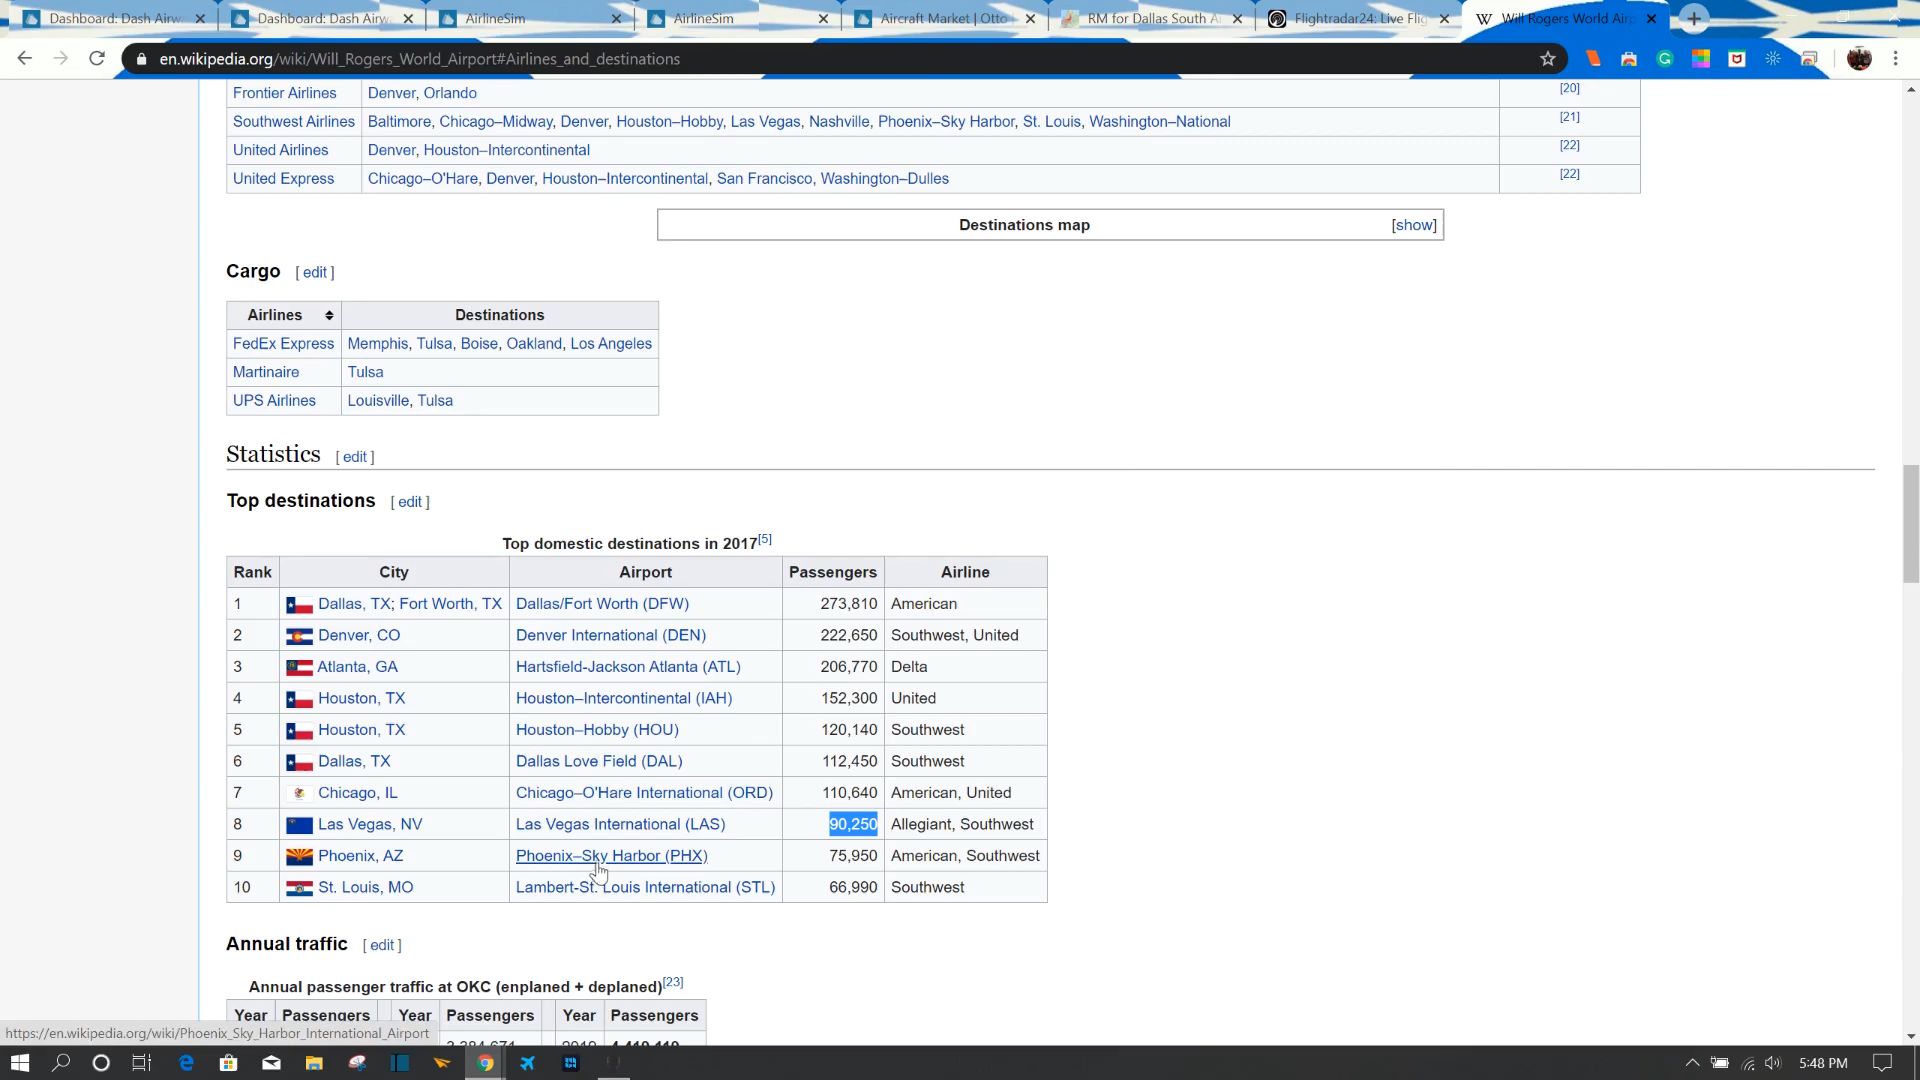 Dashboard: Dash Airw
Dashboard: Dash Airw
AirlineSim
AirlineSim
Aircraft Market | Otto
RM for Dallas South A
Flightradar24: Live Flig
Will Rogers World Airp
en.wikipedia.org/wiki/Will_Rogers_World_Airport#Airlines_and_destinations
Frontier Airlines Denver, Orlando [20]
Southwest Airlines Baltimore, Chicago–Midway, Denver, Houston–Hobby, Las Vegas, Nashville, Phoenix–Sky Harbor, St. Louis, Washington–National [21]
United Airlines Denver, Houston–Intercontinental [22]
United Express Chicago–O'Hare, Denver, Houston–Intercontinental, San Francisco, Washington–Dulles [22]
Destinations map [show]
Cargo [ edit ]
Airlines Destinations
FedEx Express Memphis, Tulsa, Boise, Oakland, Los Angeles
Martinaire Tulsa
UPS Airlines Louisville, Tulsa
Statistics [ edit ]
Top destinations [ edit ]
Top domestic destinations in 2017[5]
Rank City Airport Passengers Airline
1 Dallas, TX; Fort Worth, TX Dallas/Fort Worth (DFW) 273,810 American
2 Denver, CO Denver International (DEN) 222,650 Southwest, United
3 Atlanta, GA Hartsfield-Jackson Atlanta (ATL) 206,770 Delta
4 Houston, TX Houston–Intercontinental (IAH) 152,300 United
5 Houston, TX Houston–Hobby (HOU) 120,140 Southwest
6 Dallas, TX Dallas Love Field (DAL) 112,450 Southwest
7 Chicago, IL Chicago–O'Hare International (ORD) 110,640 American, United
8 Las Vegas, NV Las Vegas International (LAS) 90,250 Allegiant, Southwest
9 Phoenix, AZ Phoenix–Sky Harbor (PHX) 75,950 American, Southwest
10 St. Louis, MO Lambert-St. Louis International (STL) 66,990 Southwest
Annual traffic [ edit ]
Annual passenger traffic at OKC (enplaned + deplaned)[23]
Year Passengers Year Passengers Year Passengers
https://en.wikipedia.org/wiki/Phoenix_Sky_Harbor_International_Airport
5:48 PM